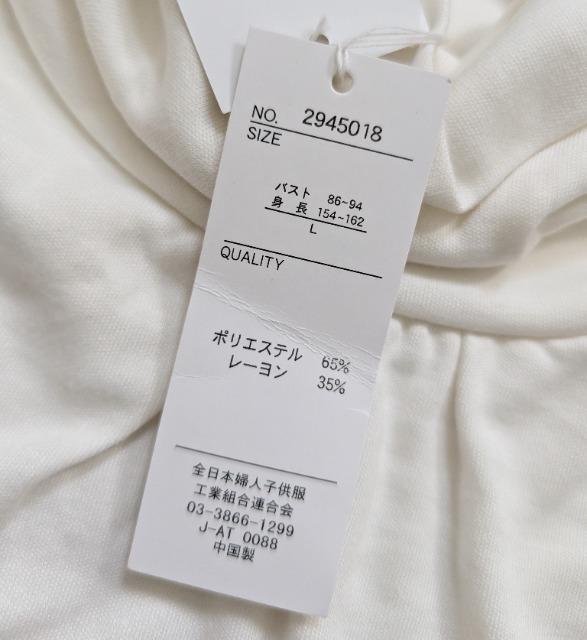 NO. 2945018
SIZE
バスト 86~94
身長 154~162
L
QUALITY
ポリエステル 65%
レーヨン 35%
全日本婦人子供服
工業組合連合会
03-3866-1299
J-AT 0088
中国製